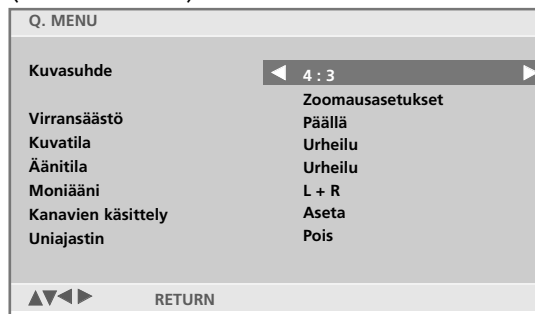 Q. MENU
Kuvasuhde 4 : 3
Zoomausasetukset
Virransäästö Päällä
Kuvatila Urheilu
Äänitila Urheilu
Moniääni L + R
Kanavien käsittely Aseta
Uniajastin Pois
RETURN